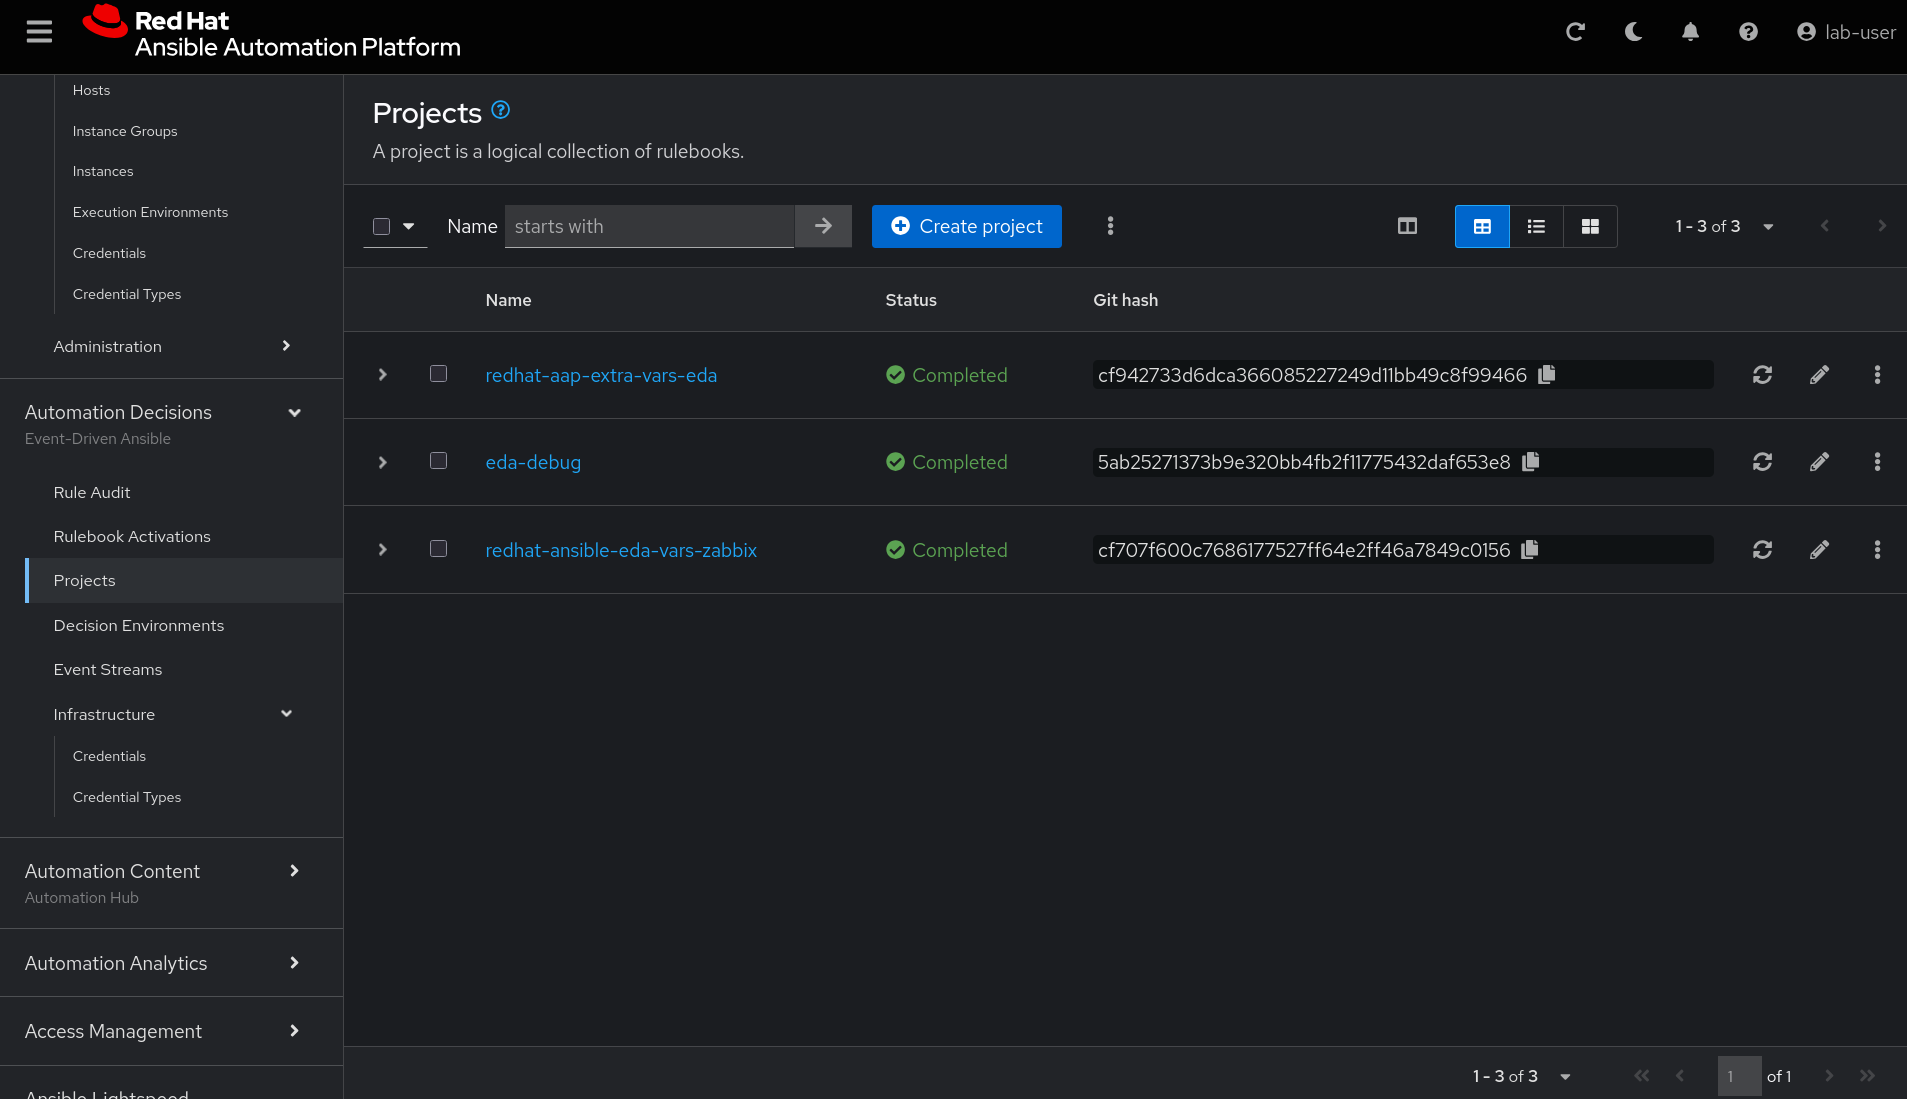 Red Hat
Ansible Automation Platform
lab-user
Hosts
Instance Groups
Instances
Execution Environments
Credentials
Credential Types
Administration
Automation Decisions
Event-Driven Ansible
Rule Audit
Rulebook Activations
Projects
Decision Environments
Event Streams
Infrastructure
Credentials
Credential Types
Automation Content
Automation Hub
Automation Analytics
Access Management
Ansible Lightspeed
Projects
A project is a logical collection of rulebooks.
Name starts with Create project 1 - 3 of 3
Name Status Git hash
redhat-aap-extra-vars-eda Completed cf942733d6dca366085227249d11bb49c8f99466
eda-debug Completed 5ab25271373b9e320bb4fb2f11775432daf653e8
redhat-ansible-eda-vars-zabbix Completed cf707f600c7686177527ff64e2ff46a7849c0156
1 - 3 of 3 1 of 1